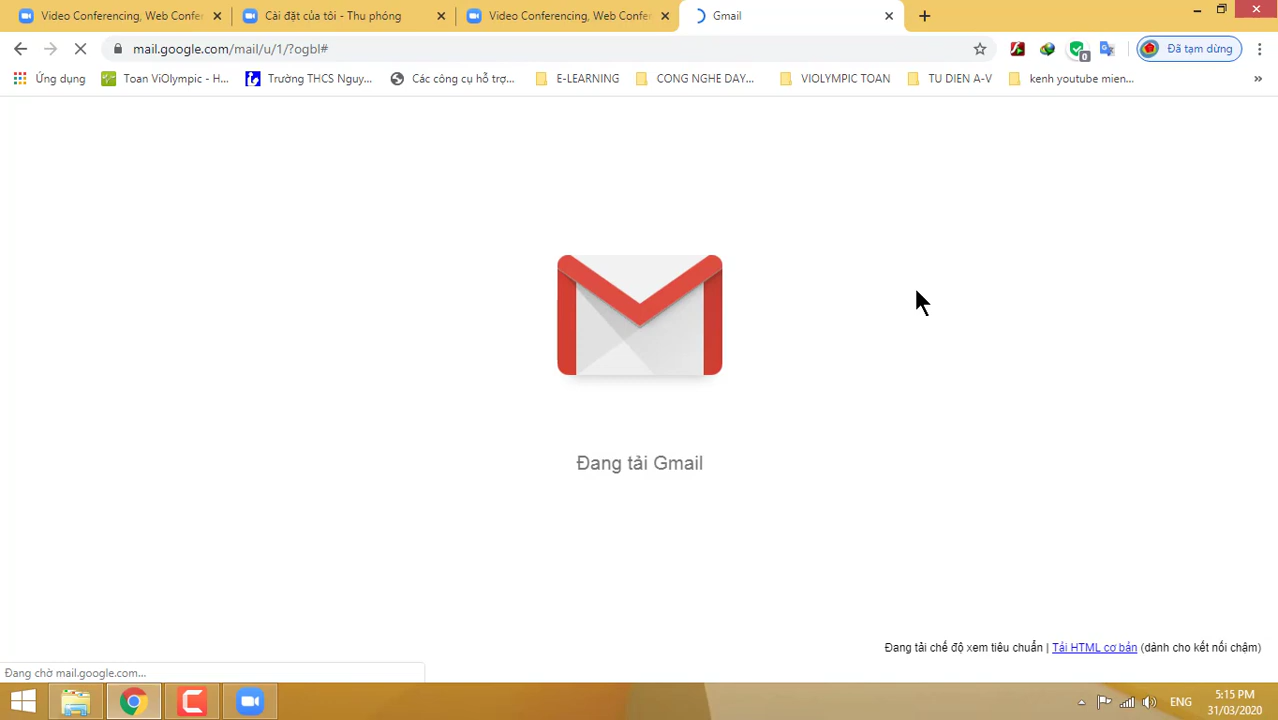 Video Conferencing, Web Confer
Cài đặt của tôi - Thu phóng
Video Conferencing, Web Confer
Gmail
mail.google.com/mail/u/1/?ogbl#
0
Đã tạm dừng
Ứng dụng
Toan ViOlympic - H...
Trường THCS Nguy...
Các công cụ hỗ trợ...
E-LEARNING
CONG NGHE DAY...
VIOLYMPIC TOAN
TU DIEN A-V
kenh youtube mien...
»
Đang tải Gmail
Đang tải chế độ xem tiêu chuẩn | Tải HTML cơ bản (dành cho kết nối chậm)
Đang chờ mail.google.com...
ENG
5:15 PM
31/03/2020